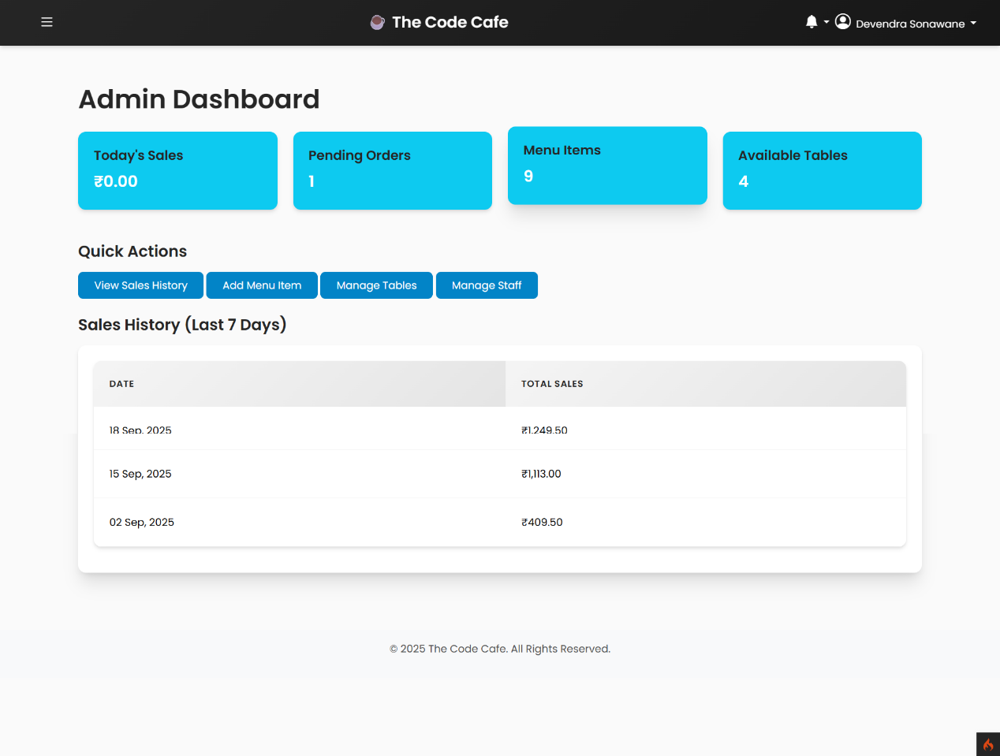 The Code Cafe
Devendra Sonawane
Admin Dashboard
Today's Sales
₹0.00
Pending Orders
1
Menu Items
9
Available Tables
4
Quick Actions
View Sales History
Add Menu Item
Manage Tables
Manage Staff
Sales History (Last 7 Days)
DATE TOTAL SALES
18 Sep, 2025 ₹1,249.50
15 Sep, 2025 ₹1,113.00
02 Sep, 2025 ₹409.50
© 2025 The Code Cafe. All Rights Reserved.